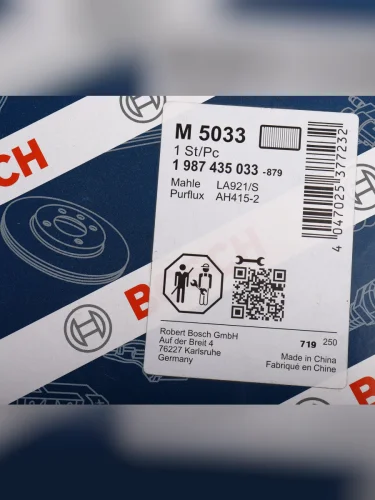 M 5033
1 St/Pc
1 987 435 033 -879
Mahle LA921/S
Purflux AH415-2
4 047025 377232
BOSCH
Robert Bosch GmbH
Auf der Breit 4
76227 Karlsruhe
Germany
719 250
Made in China
Fabriqué en Chine